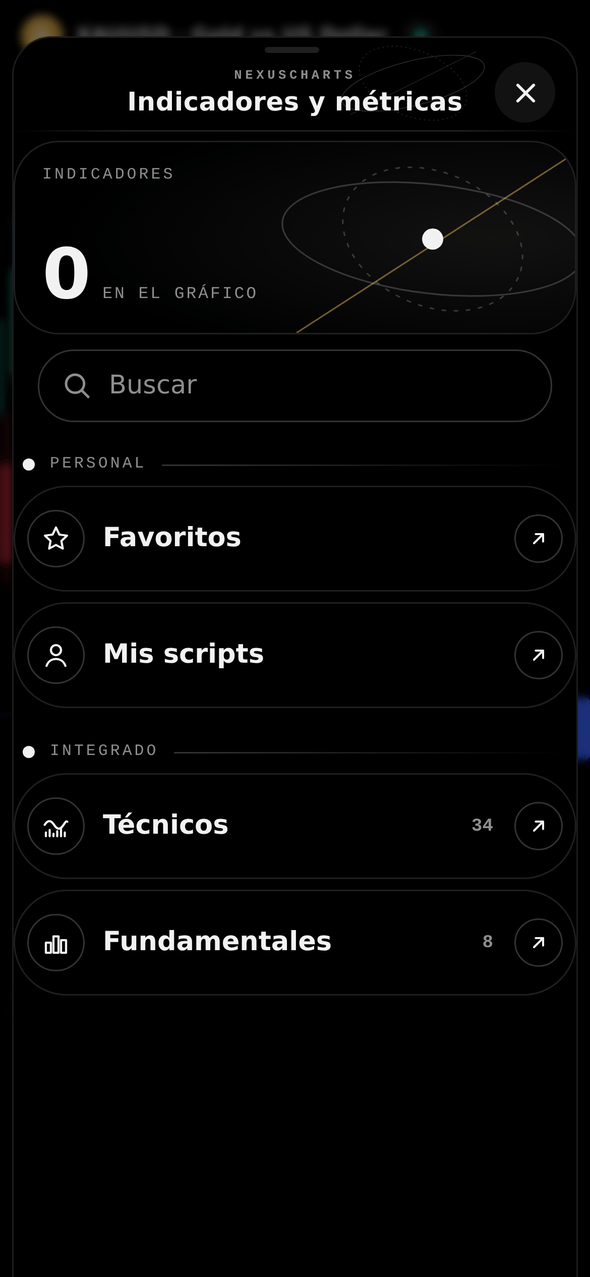 NEXUSCHARTS
Indicadores y métricas
INDICADORES
0 EN EL GRÁFICO
Buscar
PERSONAL
Favoritos
Mis scripts
INTEGRADO
Técnicos 34
Fundamentales 8